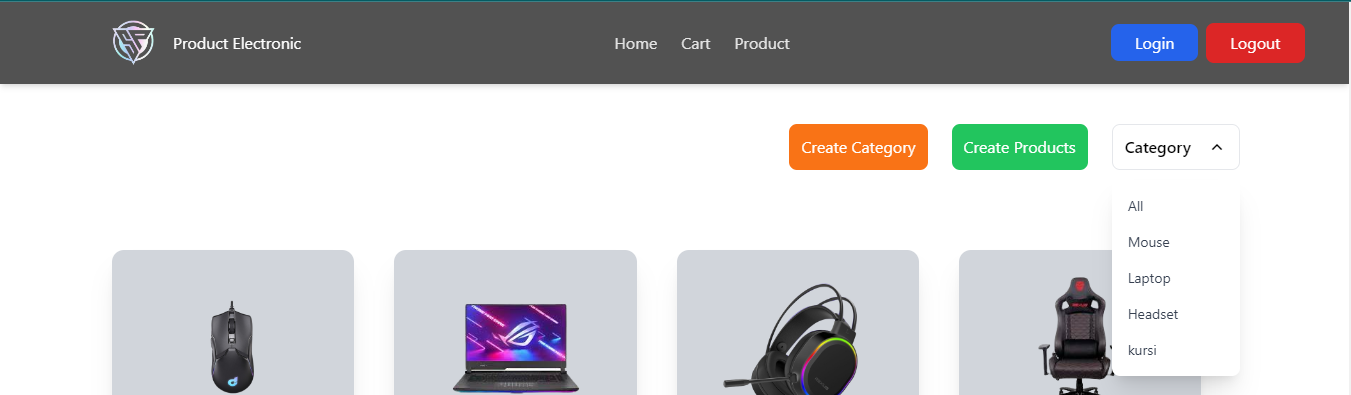 Product Electronic
Home Cart Product
Login Logout
Create Category Create Products Category
All
Mouse
Laptop
Headset
kursi